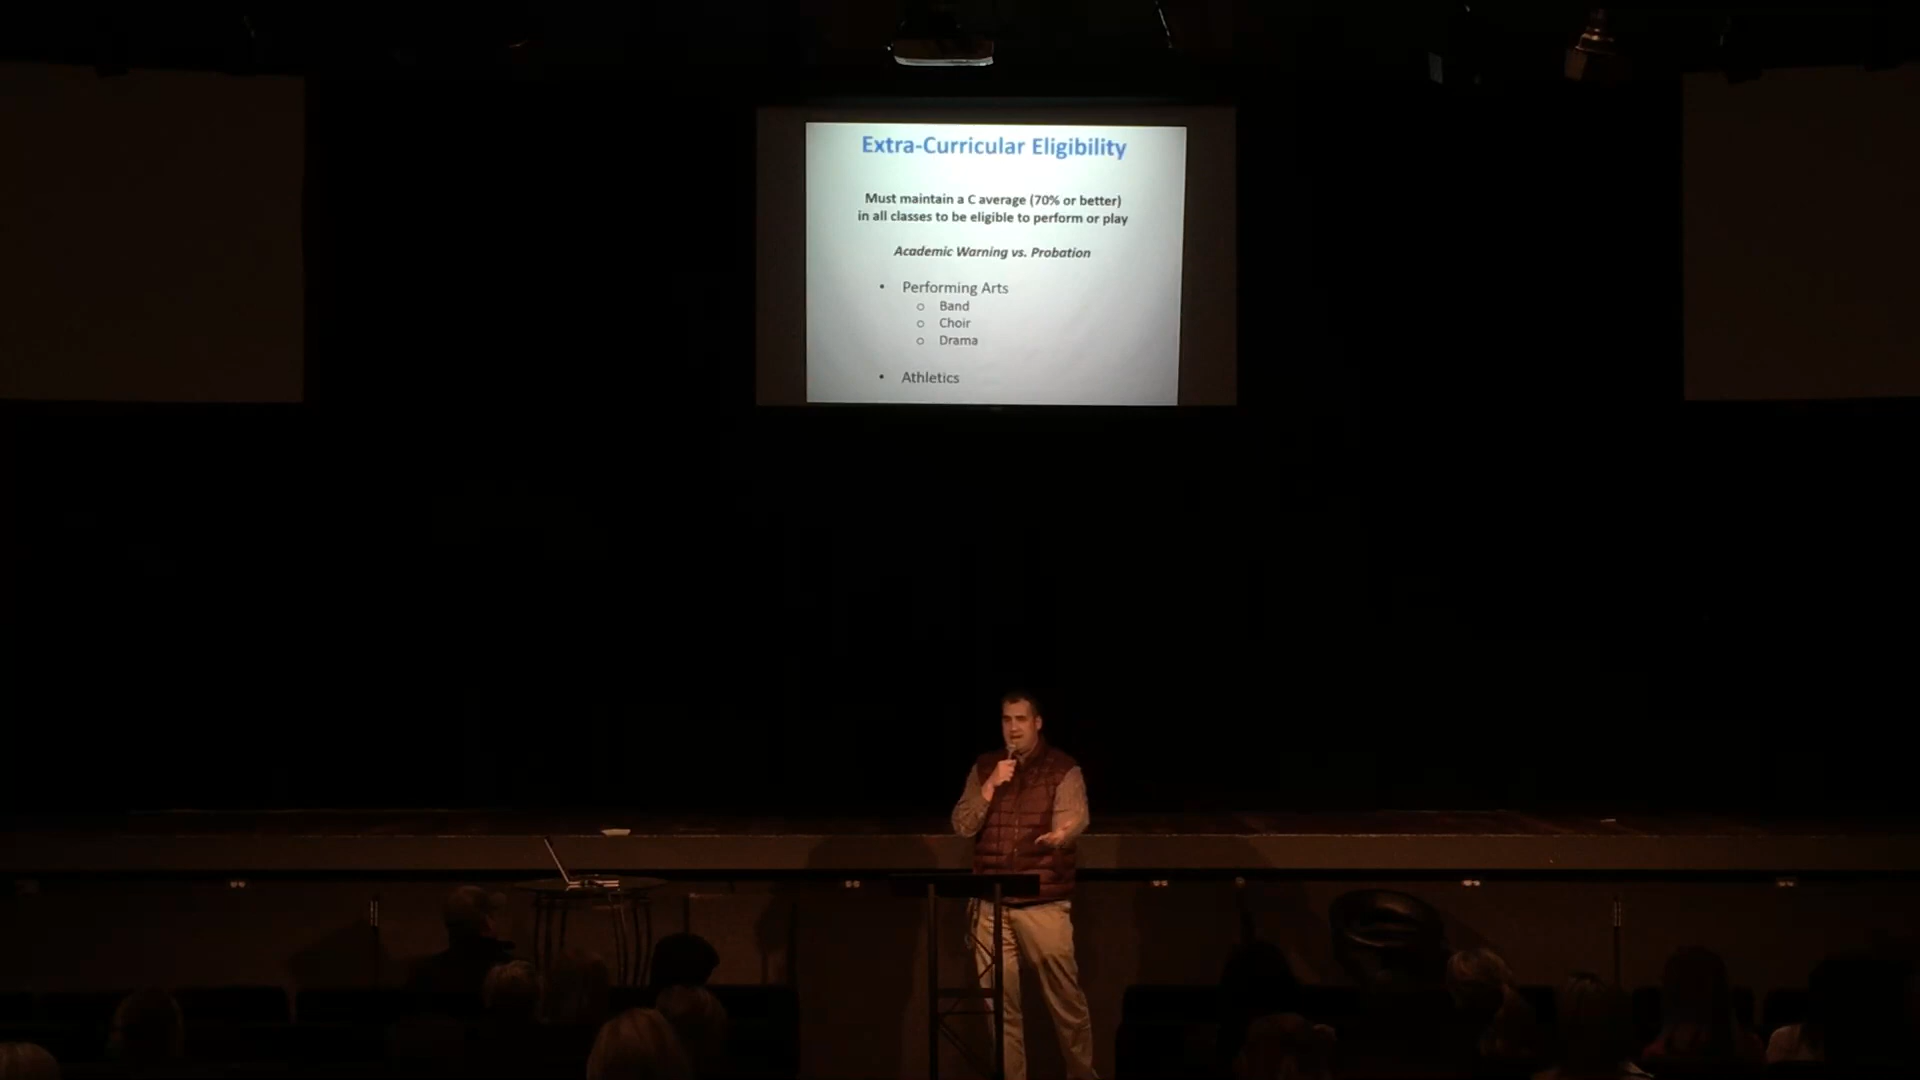 Extra-Curricular Eligibility
Must maintain a C average (70% or better)
in all classes to be eligible to perform or play
Academic Warning vs. Probation
• Performing Arts
o Band
o Choir
o Drama
• Athletics